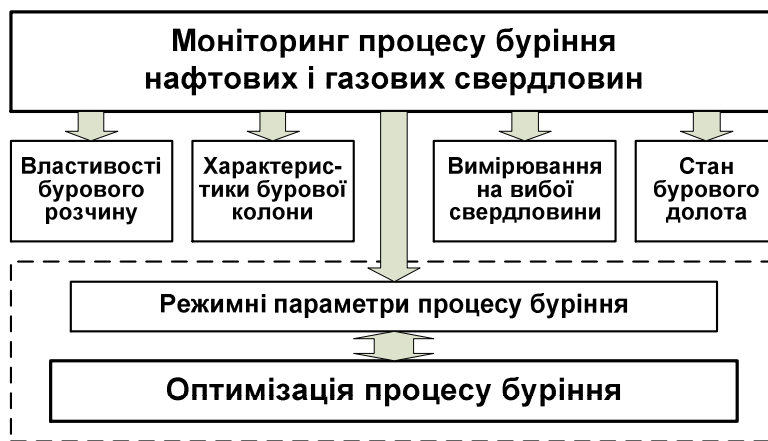 Моніторинг процесу буріння
нафтових і газових свердловин
Властивості
бурового
розчину
Характерис-
тики бурової
колони
Вимірювання
на вибої
свердловини
Стан
бурового
долота
Режимні параметри процесу буріння
Оптимізація процесу буріння